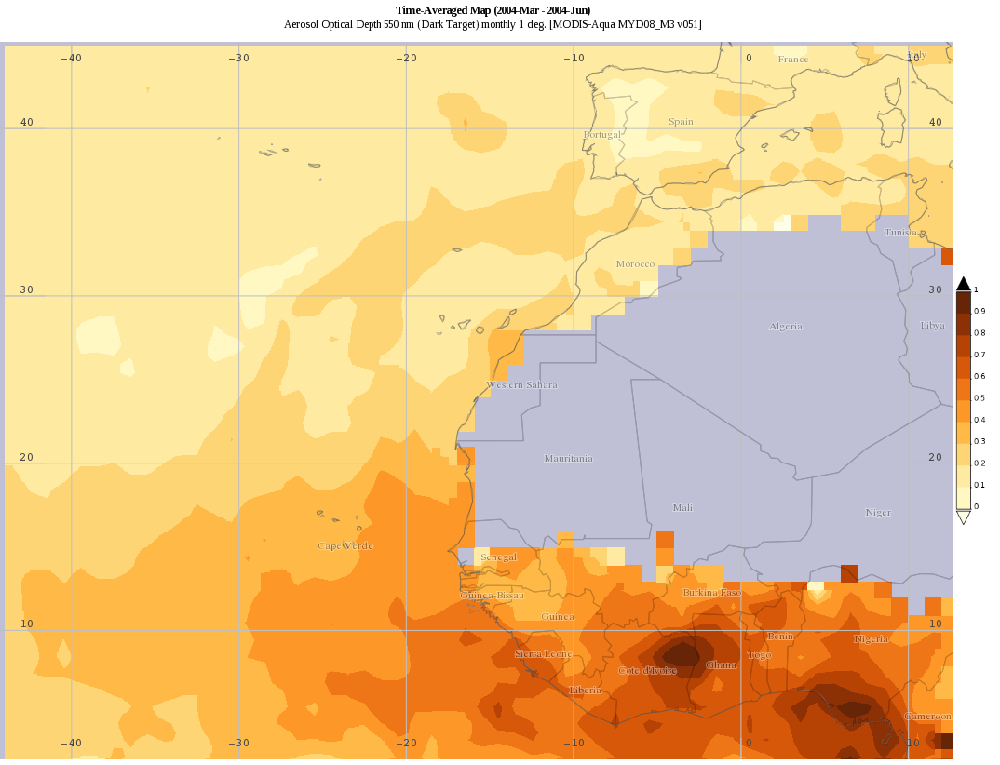 Time-Averaged Map (2004-Mar - 2004-Jun)
Aerosol Optical Depth 550 nm (Dark Target) monthly 1 deg. [MODIS-Aqua MYD08_M3 v051]
−40 −30 −20 −10 0 10
France
Italy
40 40
Spain
Portugal
Tunisia
Morocco
30 30
1
0.9
0.8
0.7
0.6
0.5
0.4
0.3
0.2
0.1
0
Algeria
Libya
Western Sahara
20 20
Mauritania
Mali
Niger
Cape Verde
Senegal
Guinea-Bissau
Burkina Faso
Guinea
10 10
Benin
Nigeria
Sierra Leone
Togo
Cote d'Ivoire
Ghana
Liberia
Cameroon
−40 −30 −20 −10 0 10